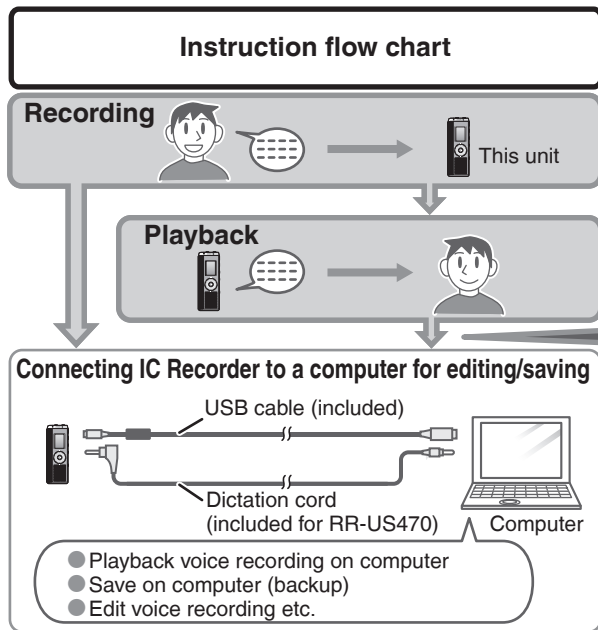 Instruction flow chart
Recording
This unit
Playback
Connecting IC Recorder to a computer for editing/saving
USB cable (included)
Dictation cord
(included for RR-US470)
Computer
● Playback voice recording on computer
● Save on computer (backup)
● Edit voice recording etc.